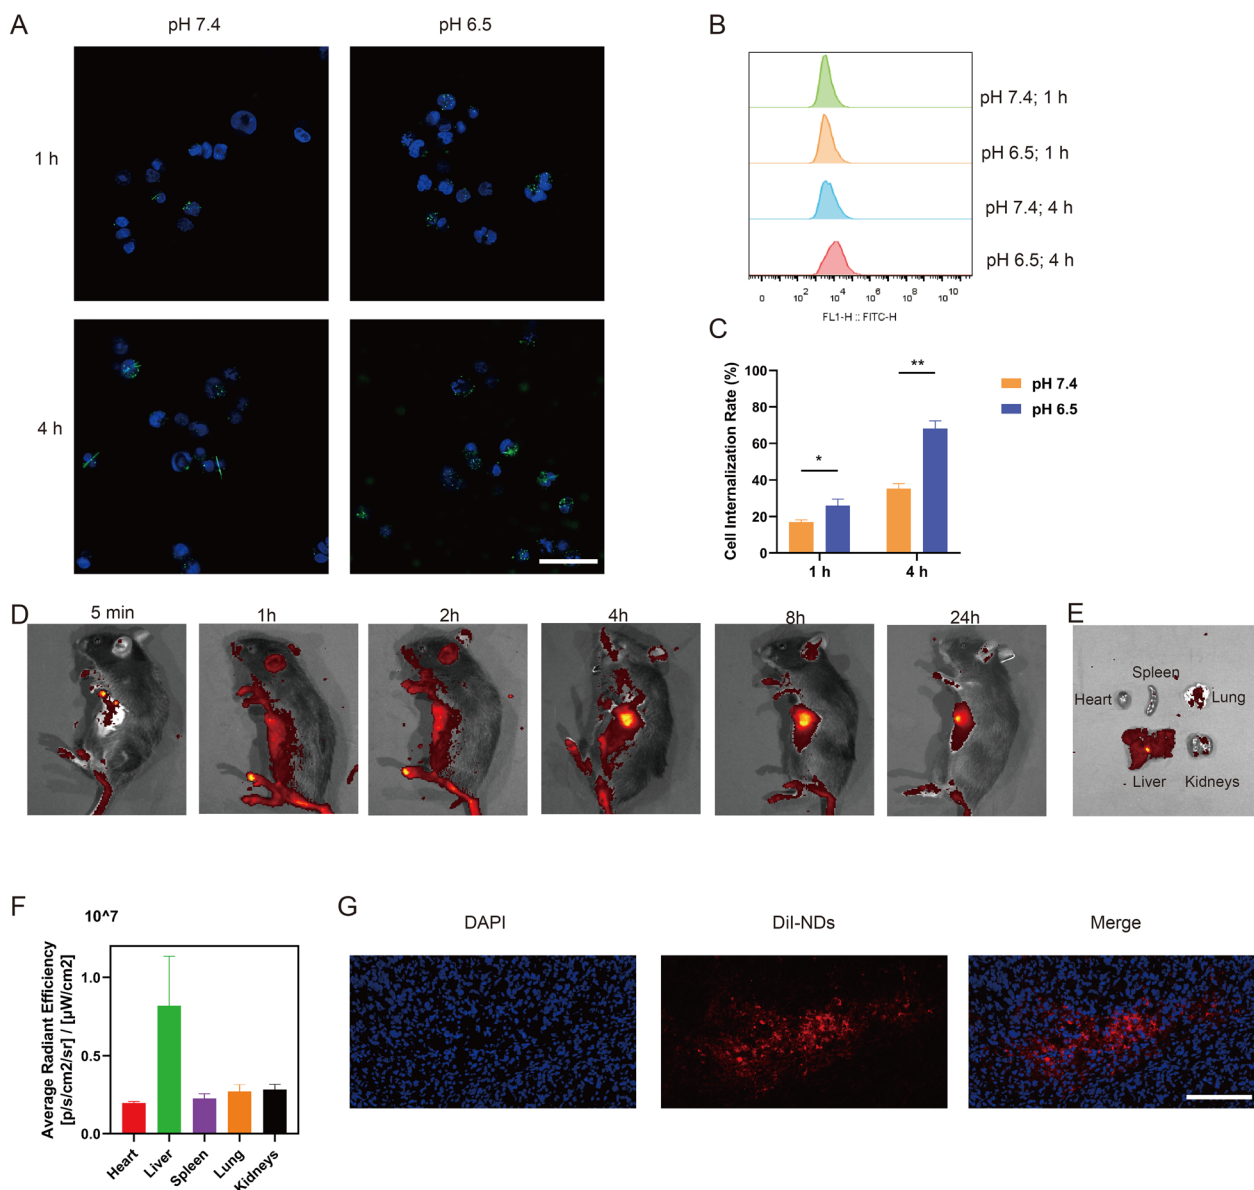 A
pH 7.4
pH 6.5
1 h
4 h
B
pH 7.4; 1 h
pH 6.5; 1 h
pH 7.4; 4 h
pH 6.5; 4 h
0 10^2 10^4 10^6 10^8 10^10
FL1-H :: FITC-H
C
Cell Internalization Rate (%)
100
80
60
40
20
0
*
**
1 h 4 h
pH 7.4
pH 6.5
D
5 min 1h 2h 4h 8h 24h
E
Spleen
Heart Lung
Liver Kidneys
F
10^7
Average Radiant Efficiency
[p/s/cm2/sr] / [μW/cm2]
1.0
0.5
0.0
Heart
Liver
Spleen
Lung
Kidneys
G
DAPI DiI-NDs Merge